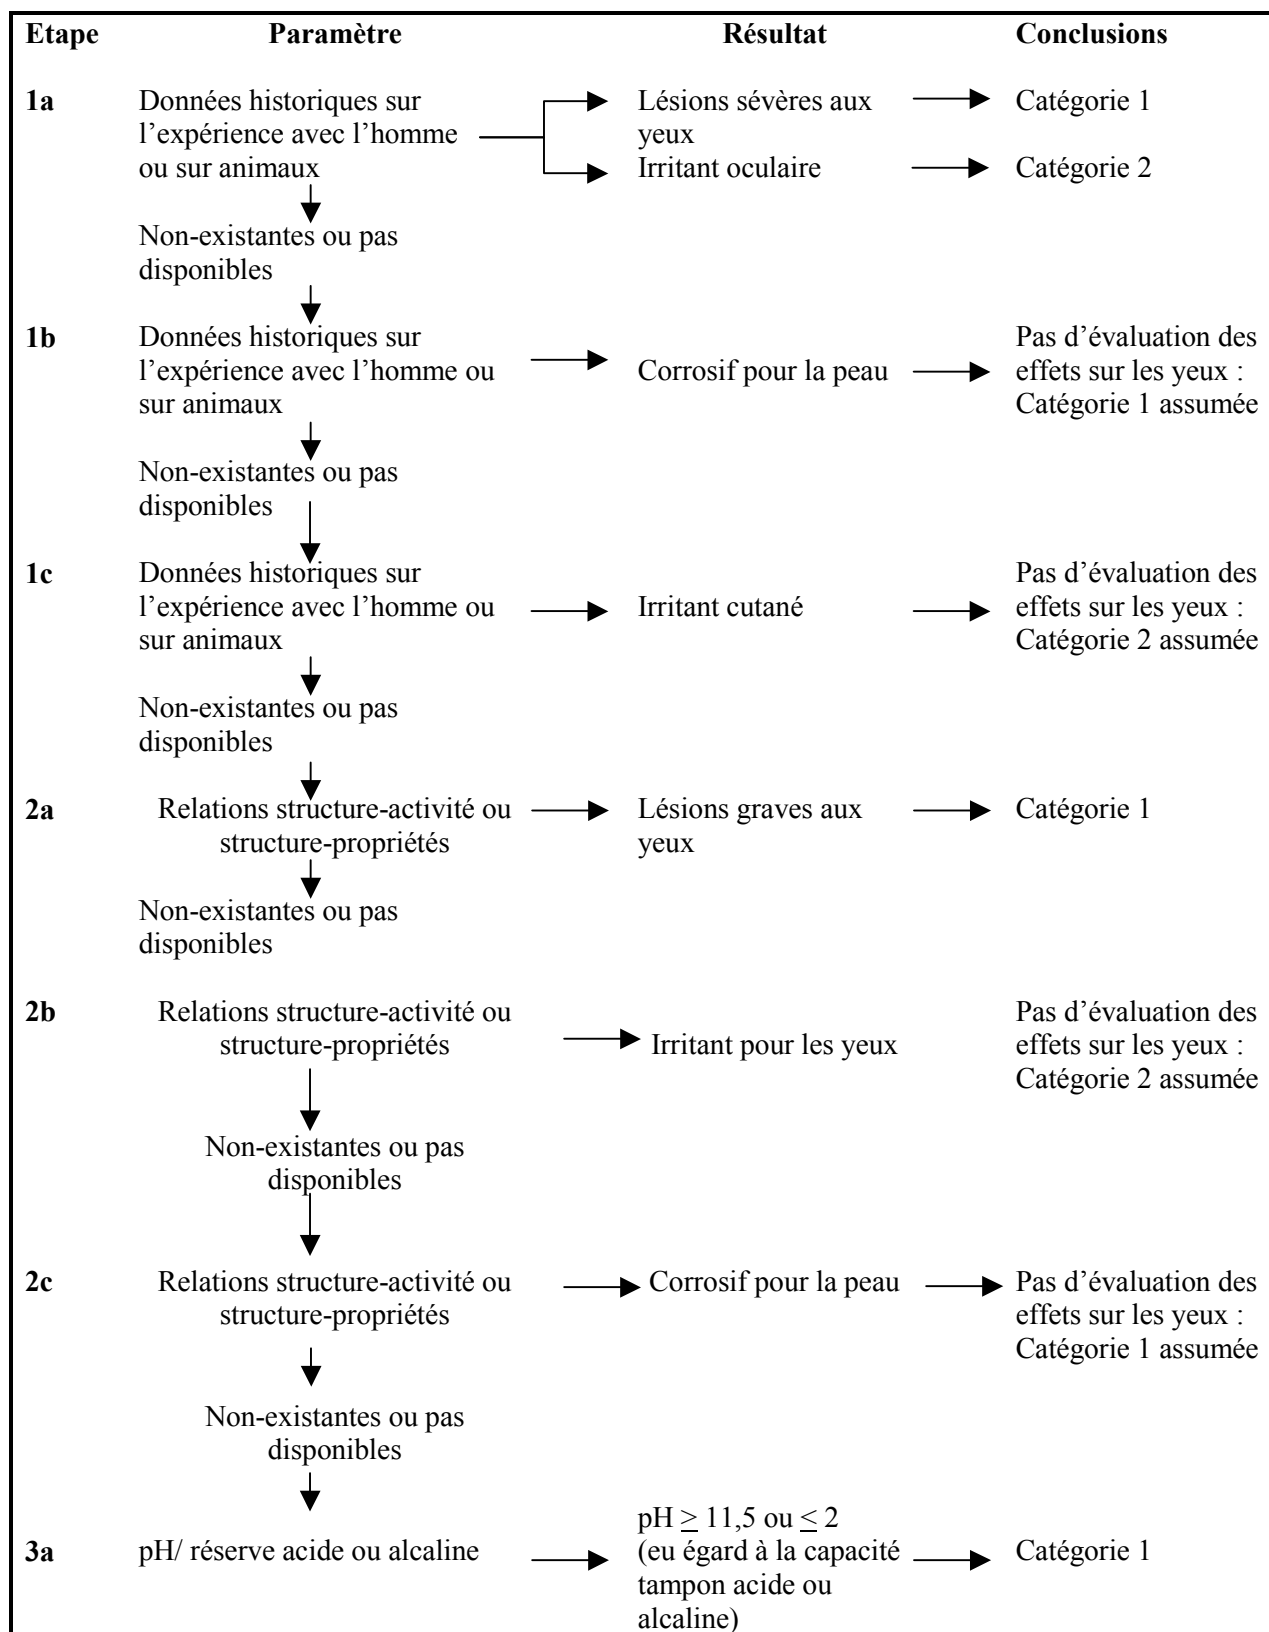 Etape Paramètre Résultat Conclusions
1a Données historiques sur l’expérience avec l’homme ou sur animaux
Lésions sévères aux yeux
Catégorie 1
Irritant oculaire
Catégorie 2
Non-existantes ou pas
disponibles
1b
Données historiques sur
l’expérience avec l’homme ou
sur animaux
Corrosif pour la peau
Pas d’évaluation des
effets sur les yeux :
Catégorie 1 assumée
Non-existantes ou pas
disponibles
1c
Données historiques sur
l’expérience avec l’homme ou
sur animaux
Irritant cutané
Pas d’évaluation des
effets sur les yeux :
Catégorie 2 assumée
Non-existantes ou pas
disponibles
2a
Relations structure-activité ou
structure-propriétés
Lésions graves aux
yeux
Catégorie 1
Non-existantes ou pas
disponibles
2b
Relations structure-activité ou
structure-propriétés
Irritant pour les yeux
Pas d’évaluation des
effets sur les yeux :
Catégorie 2 assumée
Non-existantes ou pas
disponibles
2c
Relations structure-activité ou
structure-propriétés
Corrosif pour la peau
Pas d’évaluation des
effets sur les yeux :
Catégorie 1 assumée
Non-existantes ou pas
disponibles
3a
pH/ réserve acide ou alcaline
pH ≥ 11,5 ou ≤ 2
(eu égard à la capacité
tampon acide ou
alcaline)
Catégorie 1